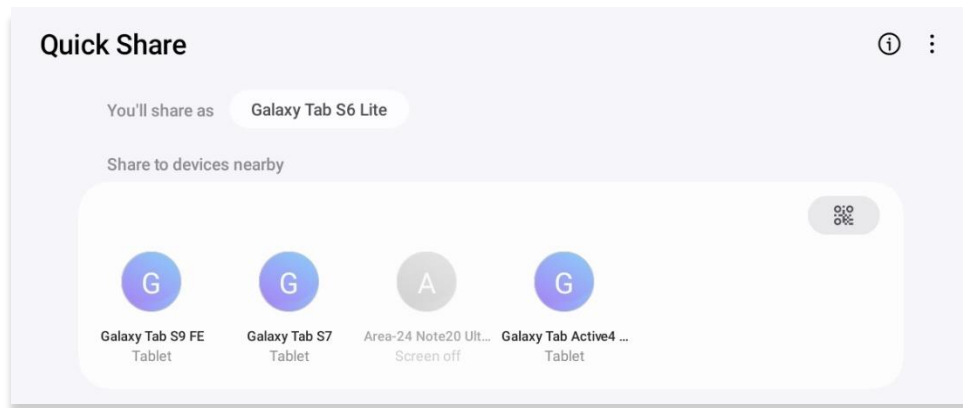 Quick Share
You'll share as Galaxy Tab S6 Lite
Share to devices nearby
G G A G
Galaxy Tab S9 FE Galaxy Tab S7 Area-24 Note20 Ult... Galaxy Tab Active4 ...
Tablet Tablet Screen off Tablet